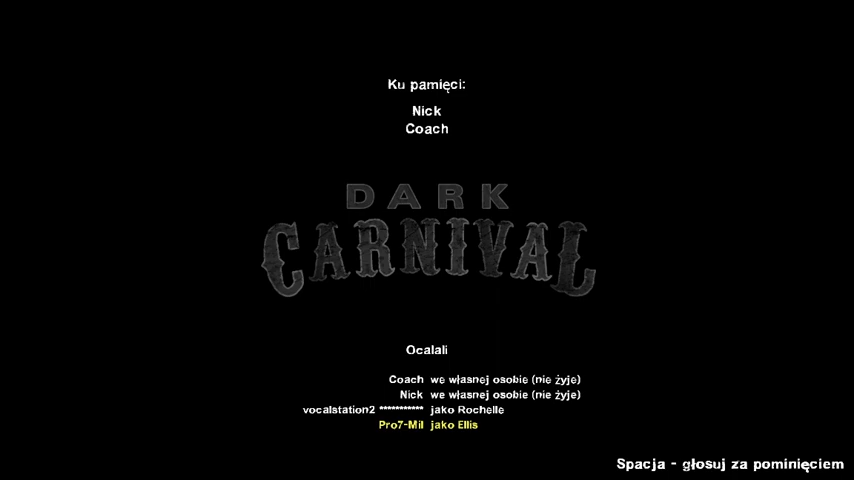 Ku pamięci:
Nick
Coach
DARK
CARNIVAL
Ocalali
Coach we własnej osobie (nie żyje)
Nick we własnej osobie (nie żyje)
vocalstation2 *********** jako Rochelle
Pro7-Mil jako Ellis
Spacja - głosuj za pominięciem